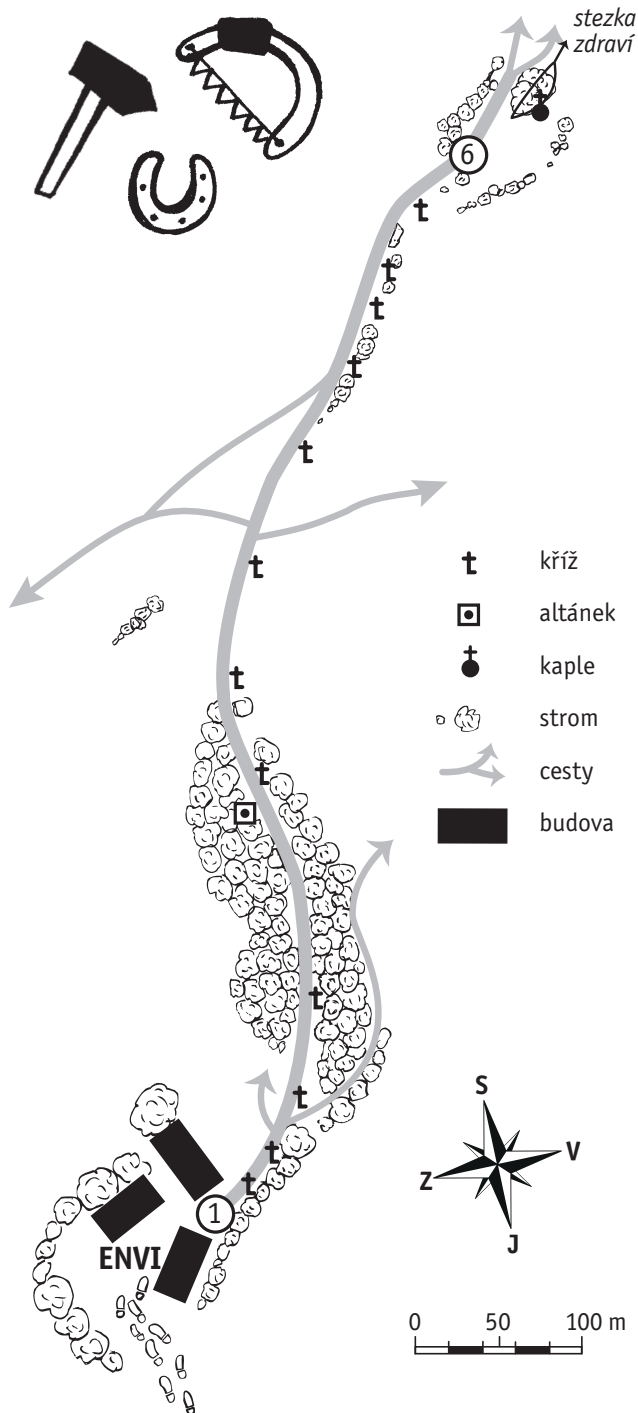 stezka
zdraví
6
kříž
altánek
kaple
strom
cesty
budova
S
V
Z
J
1
ENVI
0 50 100 m